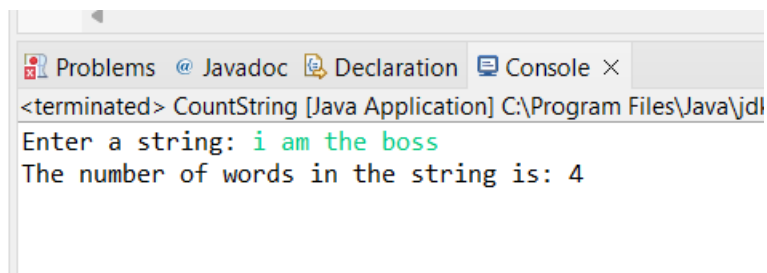 Problems @ Javadoc Declaration Console
<terminated> CountString [Java Application] C:\Program Files\Java\jd
Enter a string: i am the boss
The number of words in the string is: 4